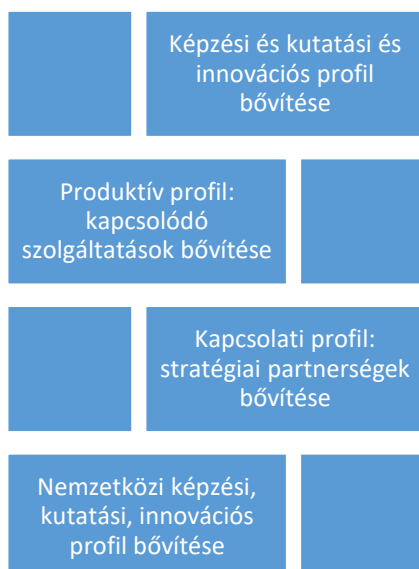 Képzési és kutatási és
innovációs profil
bővítése
Produktív profil:
kapcsolódó
szolgáltatások bővítése
Kapcsolati profil:
stratégiai partnerségek
bővítése
Nemzetközi képzési,
kutatási, innovációs
profil bővítése